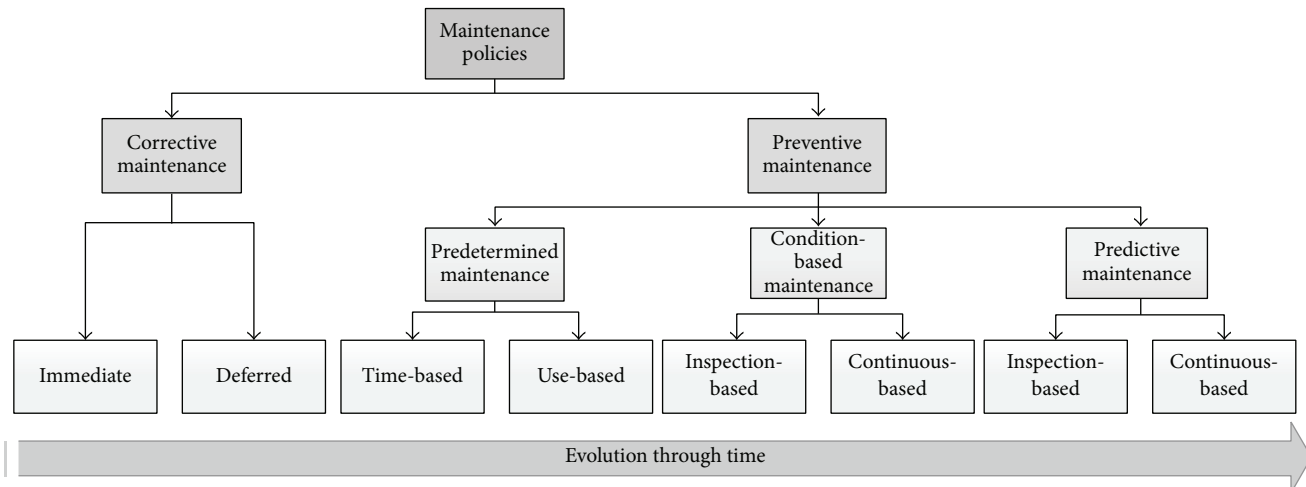 Maintenance
policies
Corrective
maintenance
Preventive
maintenance
Predetermined
maintenance
Condition-
based
maintenance
Predictive
maintenance
Immediate
Deferred
Time-based
Use-based
Inspection-
based
Continuous-
based
Inspection-
based
Continuous-
based
Evolution through time